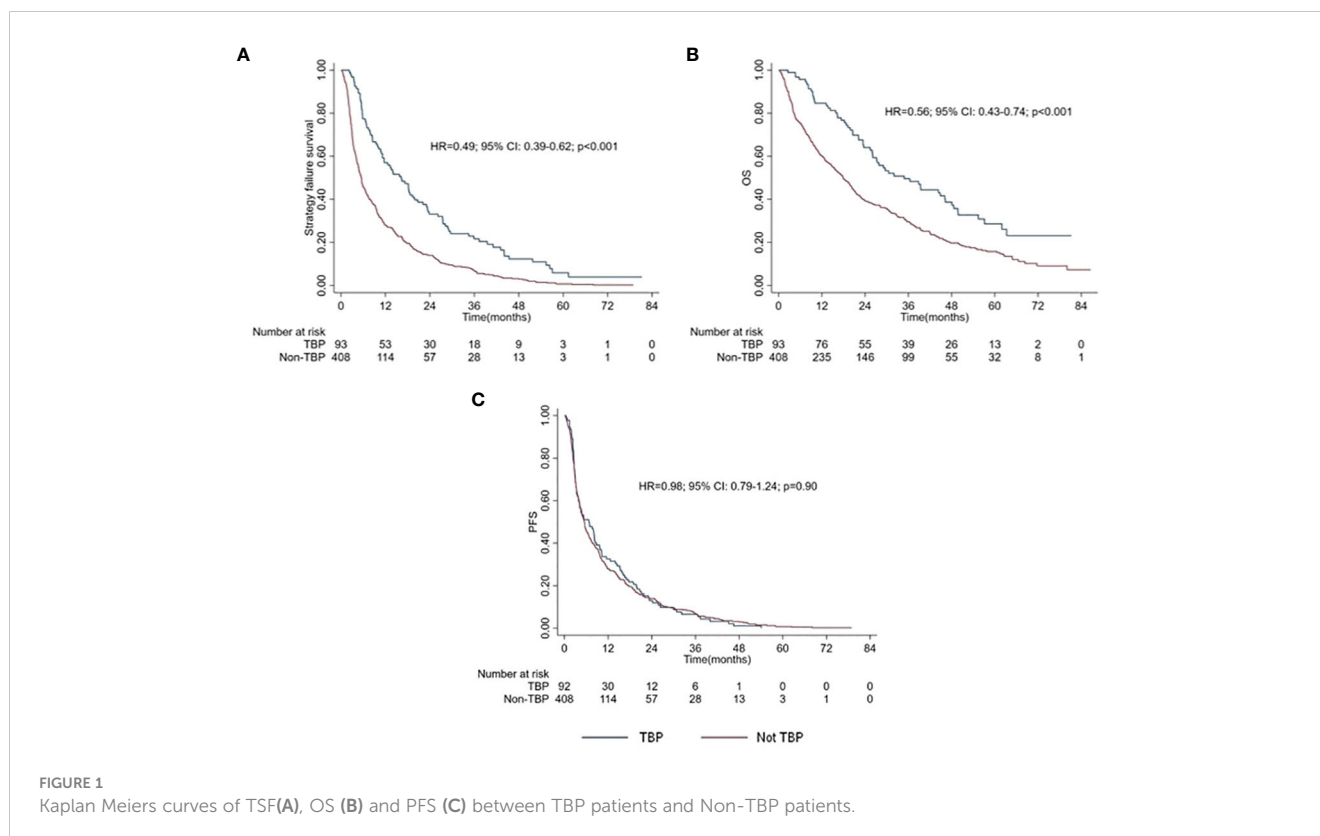 A
Strategy failure survival
1.00
0.80
0.60
0.40
0.20
0.00
HR=0.49; 95% CI: 0.39-0.62; p<0.001
0 12 24 36 48 60 72 84
Time(months)
Number at risk
TBP 93 53 30 18 9 3 1 0
Non-TBP 408 114 57 28 13 3 1 0
B
OS
1.00
0.80
0.60
0.40
0.20
0.00
HR=0.56; 95% CI: 0.43-0.74; p<0.001
0 12 24 36 48 60 72 84
Time(months)
Number at risk
TBP 93 76 55 39 26 13 2 0
Non-TBP 408 235 146 99 55 32 8 1
C
PFS
1.00
0.80
0.60
0.40
0.20
0.00
HR=0.98; 95% CI: 0.79-1.24; p=0.90
0 12 24 36 48 60 72 84
Time(months)
Number at risk
TBP 92 30 12 6 1 0 0 0
Non-TBP 408 114 57 28 13 3 1 0
TBP Not TBP
FIGURE 1
Kaplan Meiers curves of TSF(A), OS (B) and PFS (C) between TBP patients and Non-TBP patients.